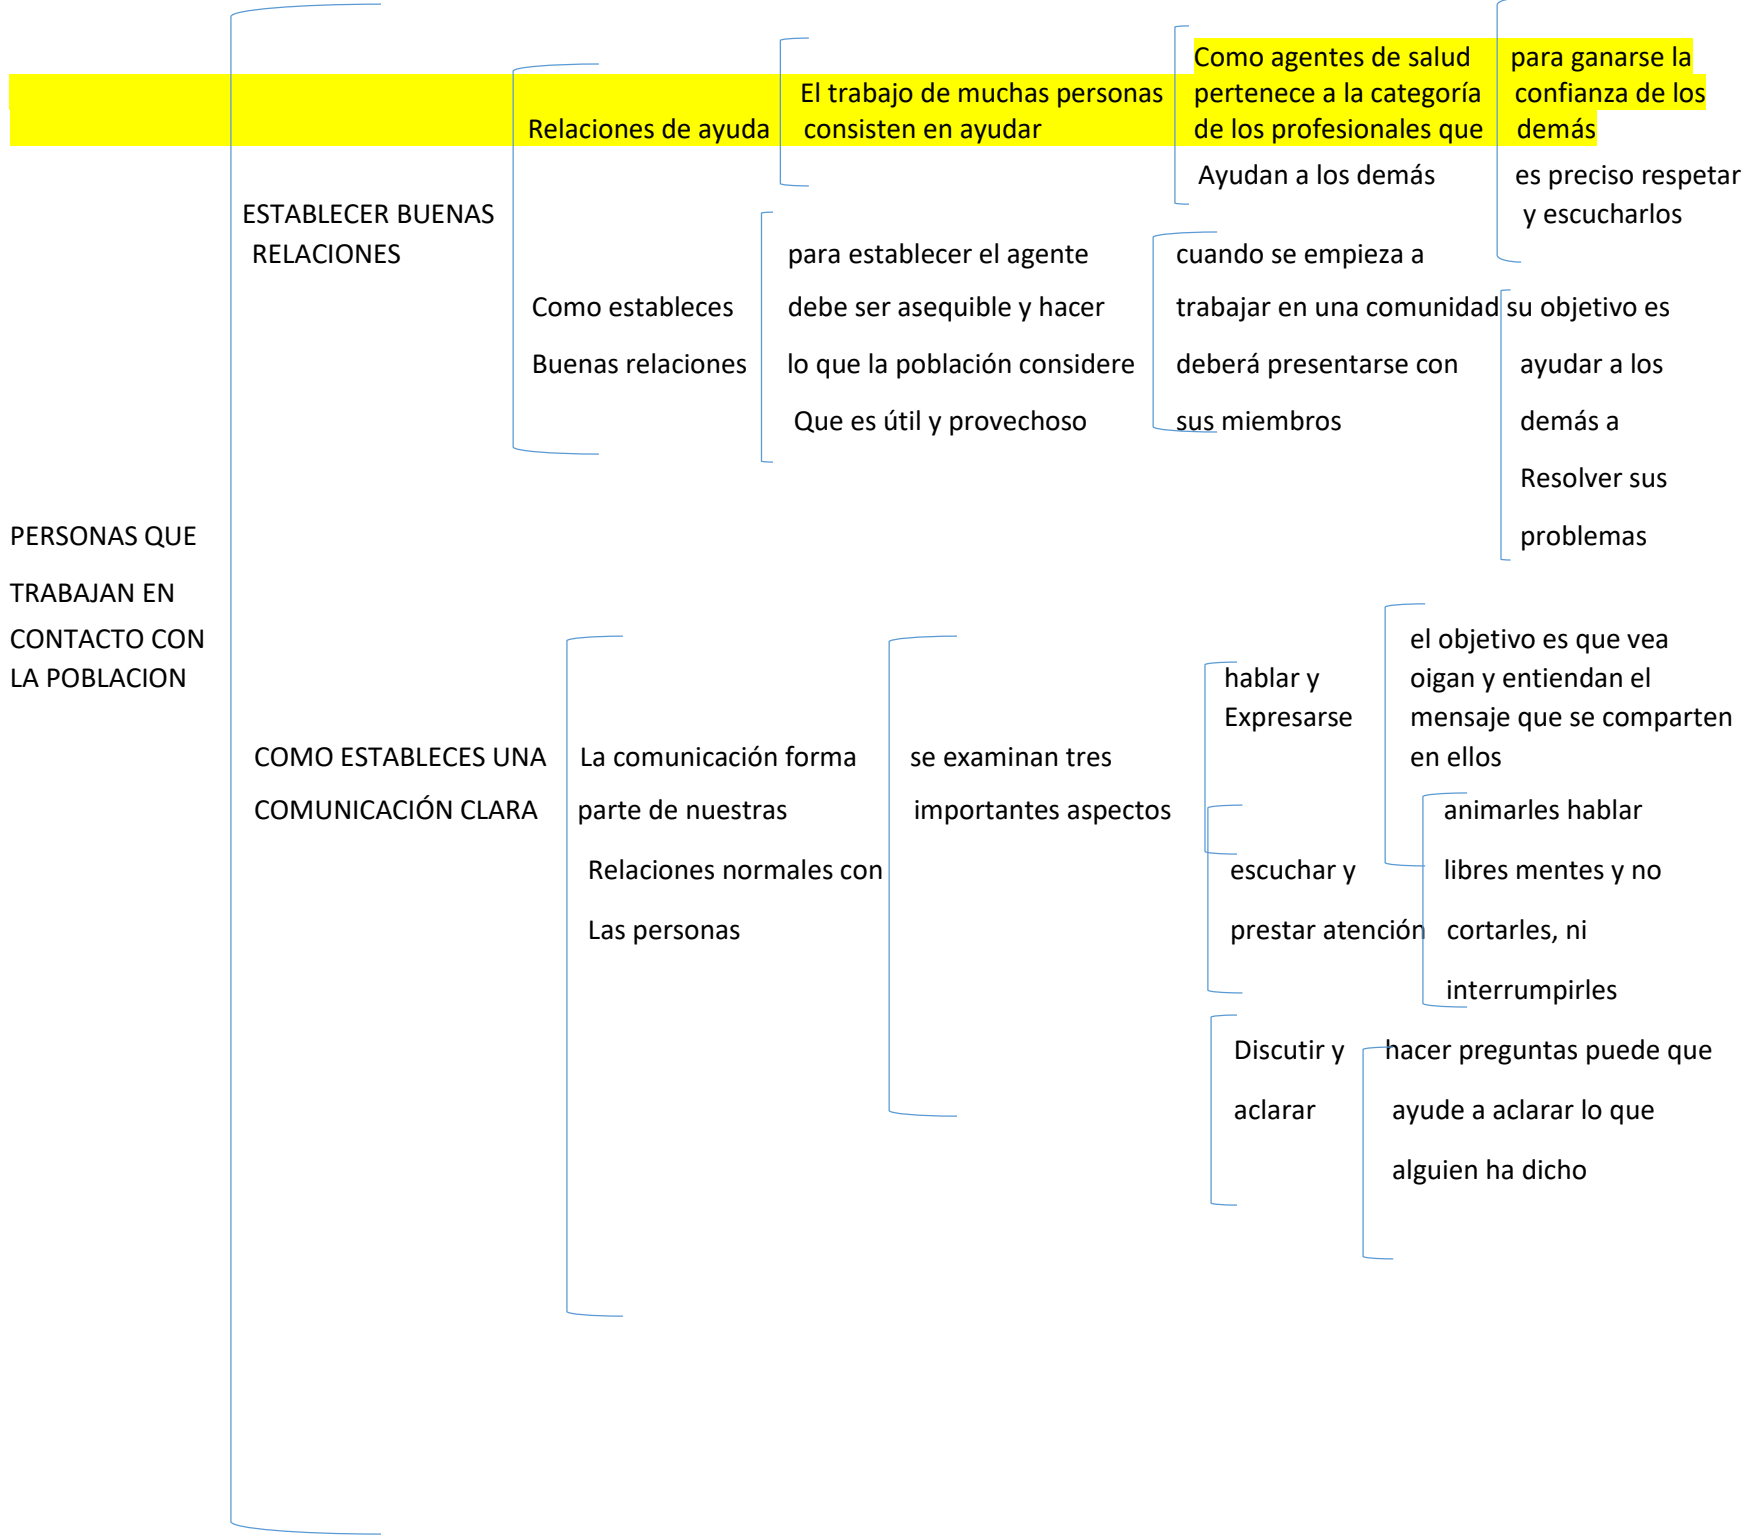 Como agentes de salud
pertenece a la categoría
de los profesionales que
Ayudan a los demás
para ganarse la
confianza de los
demás
es preciso respetar
y escucharlos
El trabajo de muchas personas
consisten en ayudar
Relaciones de ayuda
ESTABLECER BUENAS
RELACIONES
Como estableces
Buenas relaciones
para establecer el agente
debe ser asequible y hacer
lo que la población considere
Que es útil y provechoso
cuando se empieza a
trabajar en una comunidad
deberá presentarse con
sus miembros
su objetivo es
ayudar a los
demás a
Resolver sus
problemas
PERSONAS QUE
TRABAJAN EN
CONTACTO CON
LA POBLACION
COMO ESTABLECES UNA
COMUNICACIÓN CLARA
La comunicación forma
parte de nuestras
Relaciones normales con
Las personas
se examinan tres
importantes aspectos
hablar y
Expresarse
el objetivo es que vea
oigan y entiendan el
mensaje que se comparten
en ellos
escuchar y
prestar atención
animarles hablar
libres mentes y no
cortarles, ni
interrumpirles
Discutir y
aclarar
hacer preguntas puede que
ayude a aclarar lo que
alguien ha dicho